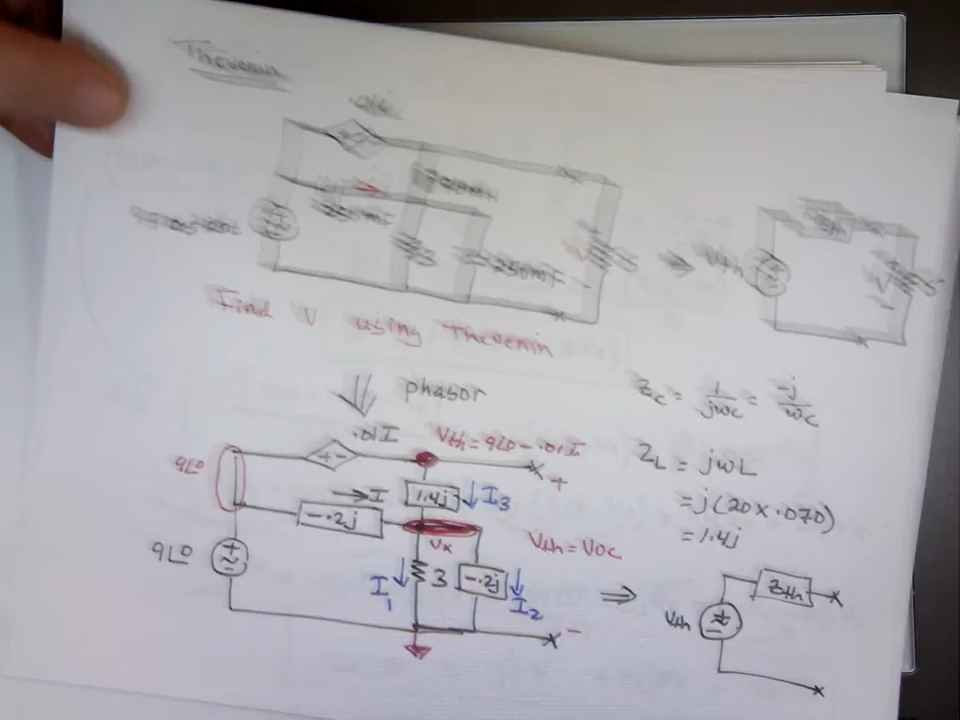 Thevenin
Find V using Thevenin
phasor
Zc = 1/jωc = -j/ωc
.01I
Vth = 9∠0 - .01I
9∠0
+
ZL = jωL
I
1.4j
I3
= j(20 x .070)
-.2j
= 1.4j
Vx
Vth = Voc
9∠0
I1
3
-.2j
I2
Zth
Vth
-